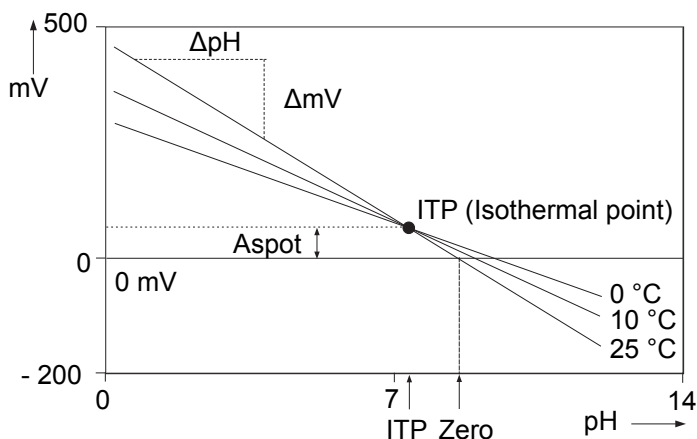 500
mV
ΔpH
ΔmV
ITP (Isothermal point)
Aspot
0
0 mV
0 °C
10 °C
25 °C
- 200
0
7
14
ITP
Zero
pH